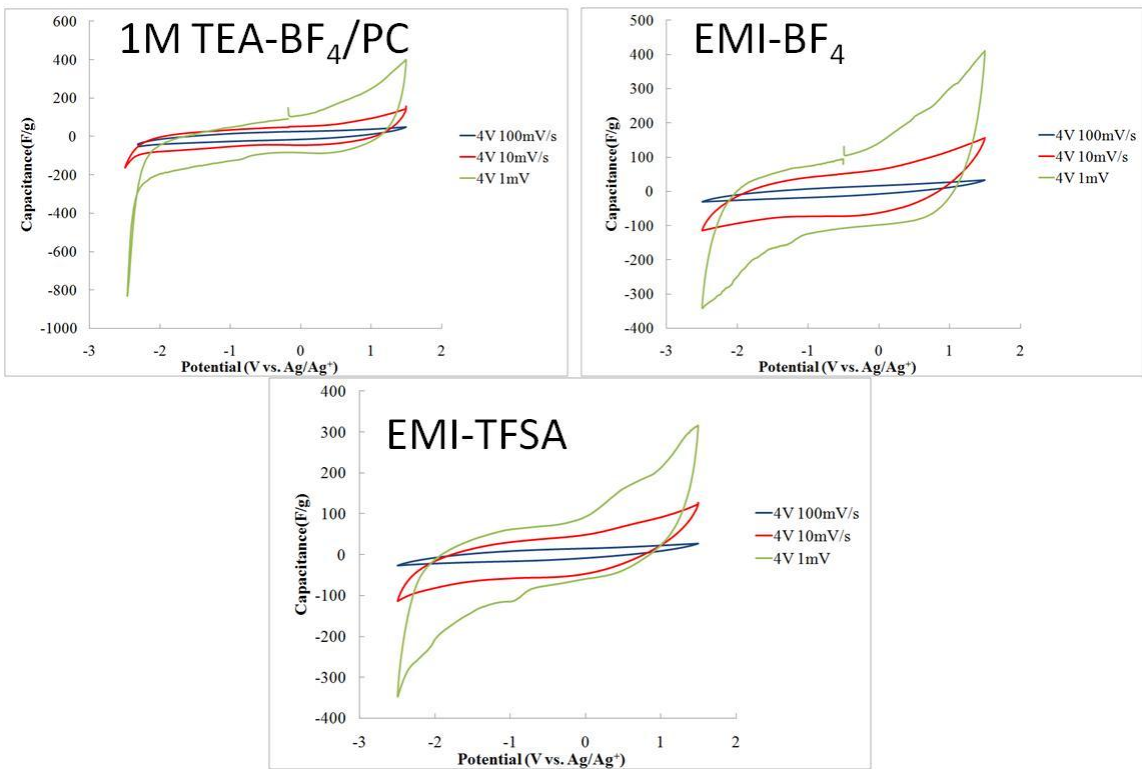 1M TEA-BF₄/PC
600
400
200
0
-200
-400
-600
-800
-1000
Capacitance(F/g)
-3 -2 -1 0 1 2
Potential (V vs. Ag/Ag⁺)
4V 100mV/s
4V 10mV/s
4V 1mV
EMI-BF₄
500
400
300
200
100
0
-100
-200
-300
-400
Capacitance(F/g)
-3 -2 -1 0 1 2
Potential (V vs. Ag/Ag⁺)
4V 100mV/s
4V 10mV/s
4V 1mV
EMI-TFSA
400
300
200
100
0
-100
-200
-300
-400
Capacitance(F/g)
-3 -2 -1 0 1 2
Potential (V vs. Ag/Ag⁺)
4V 100mV/s
4V 10mV/s
4V 1mV